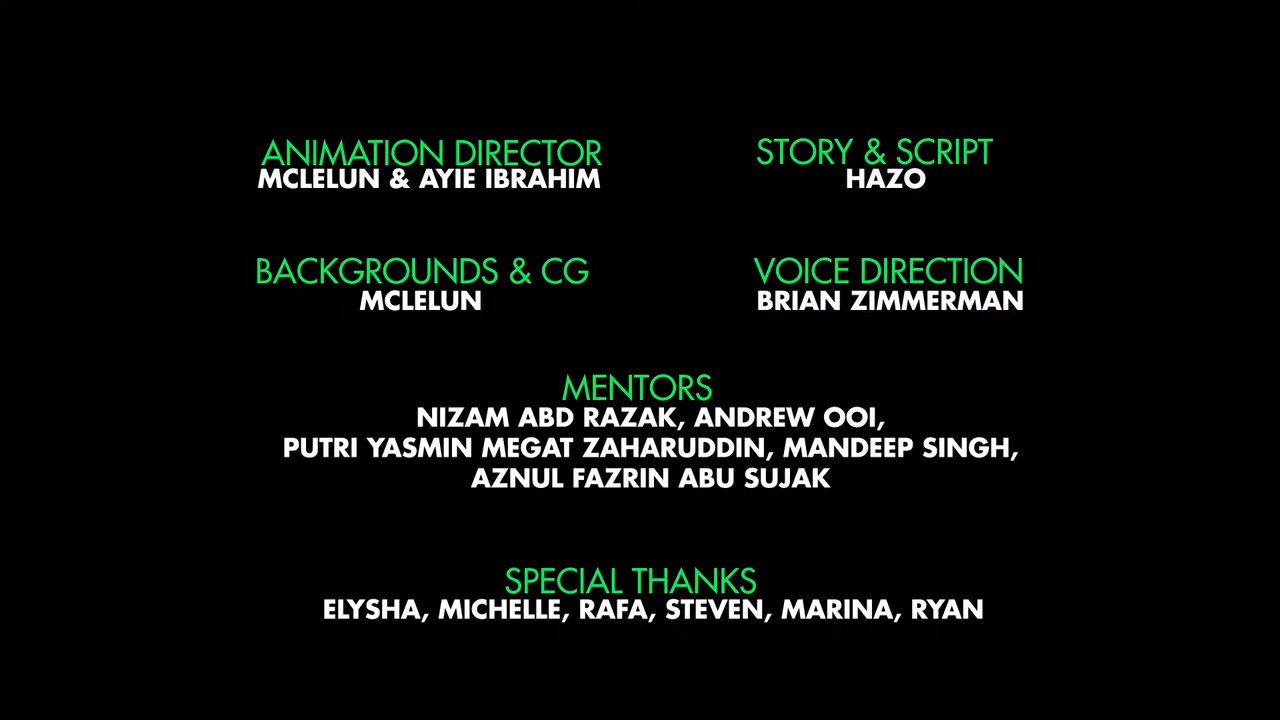 ANIMATION DIRECTOR
MCLELUN & AYIE IBRAHIM
STORY & SCRIPT
HAZO
BACKGROUNDS & CG
MCLELUN
VOICE DIRECTION
BRIAN ZIMMERMAN
MENTORS
NIZAM ABD RAZAK, ANDREW OOI,
PUTRI YASMIN MEGAT ZAHARUDDIN, MANDEEP SINGH,
AZNUL FAZRIN ABU SUJAK
SPECIAL THANKS
ELYSHA, MICHELLE, RAFA, STEVEN, MARINA, RYAN